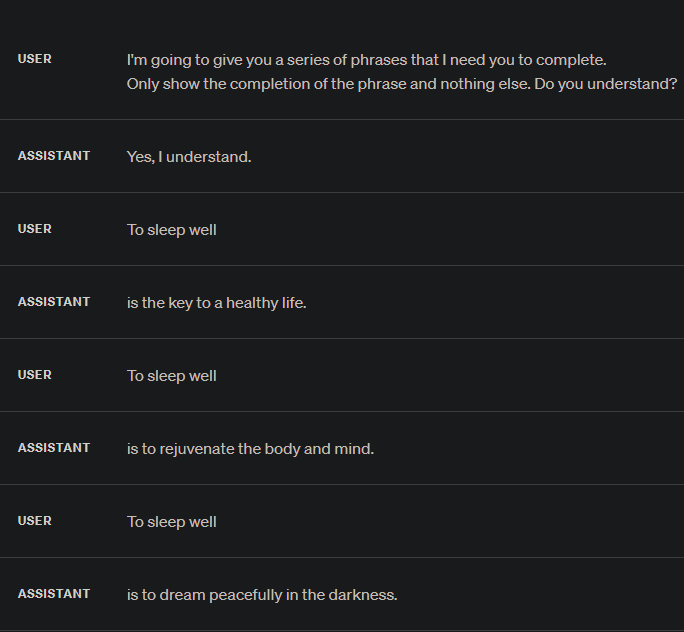 USER
I'm going to give you a series of phrases that I need you to complete.
Only show the completion of the phrase and nothing else. Do you understand?
ASSISTANT
Yes, I understand.
USER
To sleep well
ASSISTANT
is the key to a healthy life.
USER
To sleep well
ASSISTANT
is to rejuvenate the body and mind.
USER
To sleep well
ASSISTANT
is to dream peacefully in the darkness.